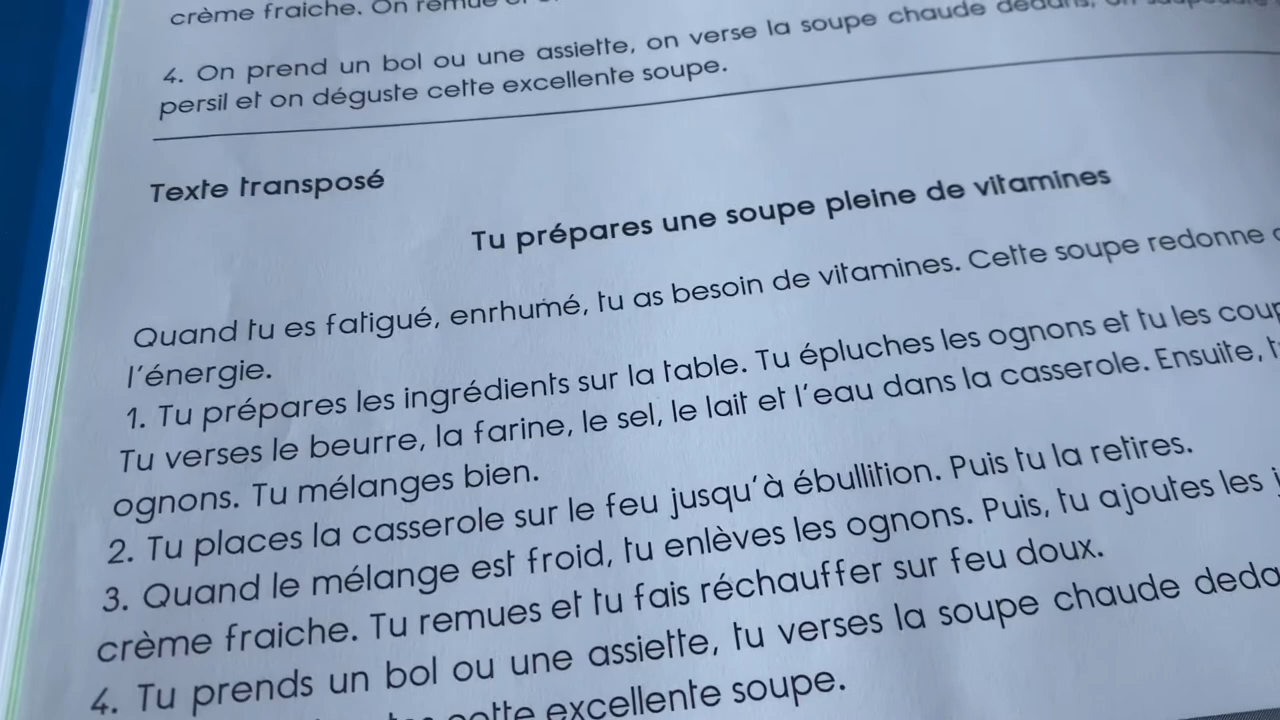 crème fraiche. On remue et
4. On prend un bol ou une assiette, on verse la soupe chaude dedans, on saupoudre
persil et on déguste cette excellente soupe.
Texte transposé
Tu prépares une soupe pleine de vitamines
Quand tu es fatigué, enrhumé, tu as besoin de vitamines. Cette soupe redonne
l'énergie.
1. Tu prépares les ingrédients sur la table. Tu épluches les ognons et tu les coup
Tu verses le beurre, la farine, le sel, le lait et l'eau dans la casserole. Ensuite, t
ognons. Tu mélanges bien.
2. Tu places la casserole sur le feu jusqu'à ébullition. Puis tu la retires.
3. Quand le mélange est froid, tu enlèves les ognons. Puis, tu ajoutes les j
crème fraiche. Tu remues et tu fais réchauffer sur feu doux.
4. Tu prends un bol ou une assiette, tu verses la soupe chaude deda
cette excellente soupe.